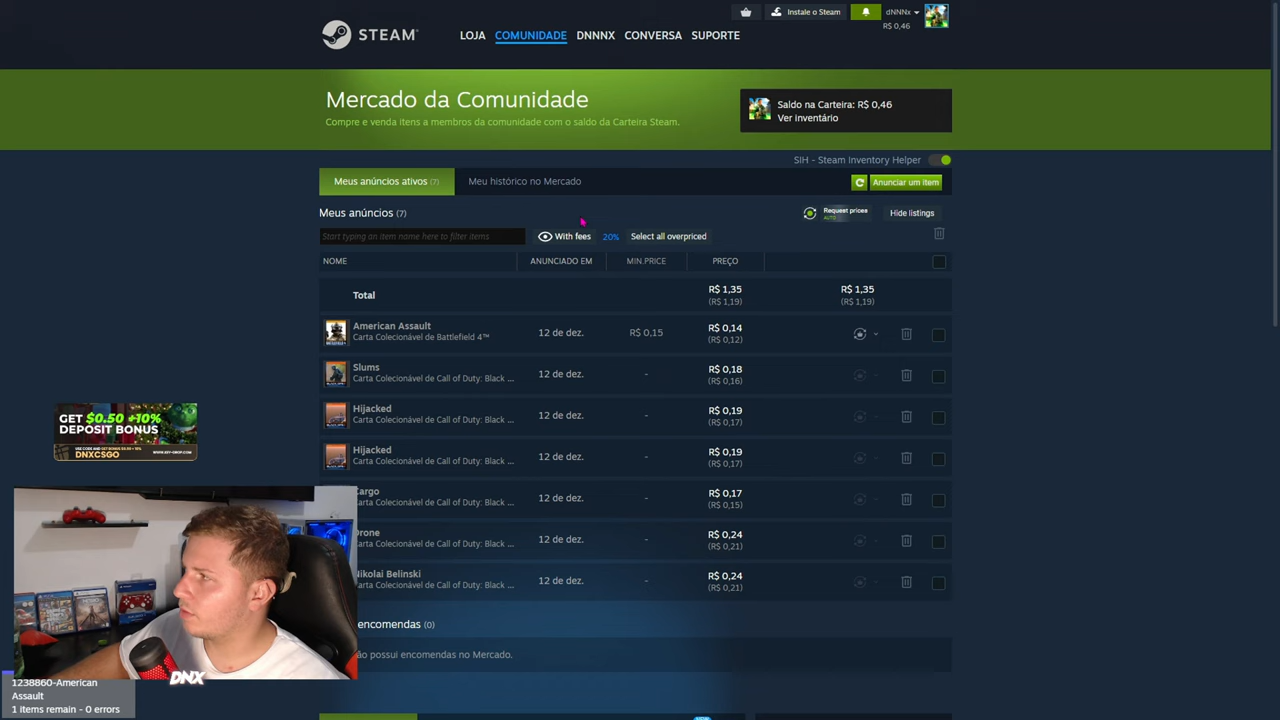 Instale o Steam
dNNNx
R$ 0,46
STEAM
LOJA
COMUNIDADE
DNNNX
CONVERSA
SUPORTE
Mercado da Comunidade
Compre e venda itens a membros da comunidade com o saldo da Carteira Steam.
Saldo na Carteira: R$ 0,46
Ver inventário
SIH - Steam Inventory Helper
Meus anúncios ativos (7)
Meu histórico no Mercado
Anunciar um item
Meus anúncios (7)
Request prices
AUTO
Hide listings
Start typing an item name here to filter items
With fees
20%
Select all overpriced
NOME
ANUNCIADO EM
MIN.PRICE
PREÇO
Total
R$ 1,35
(R$ 1,19)
R$ 1,35
(R$ 1,19)
American Assault
Carta Colecionável de Battlefield 4™
12 de dez.
R$ 0,15
R$ 0,14
(R$ 0,12)
Slums
Carta Colecionável de Call of Duty: Black ...
12 de dez.
-
R$ 0,18
(R$ 0,16)
Hijacked
Carta Colecionável de Call of Duty: Black ...
12 de dez.
-
R$ 0,19
(R$ 0,17)
Hijacked
Carta Colecionável de Call of Duty: Black ...
12 de dez.
-
R$ 0,19
(R$ 0,17)
Cargo
Carta Colecionável de Call of Duty: Black ...
12 de dez.
-
R$ 0,17
(R$ 0,15)
Drone
Carta Colecionável de Call of Duty: Black ...
12 de dez.
-
R$ 0,24
(R$ 0,21)
Nikolai Belinski
Carta Colecionável de Call of Duty: Black ...
12 de dez.
-
R$ 0,24
(R$ 0,21)
encomendas (0)
ão possui encomendas no Mercado.
GET $0.50 +10%
DEPOSIT BONUS
DNXCSGO
WWW.KEY-DROP.COM
DNX
1238860-American
Assault
1 items remain - 0 errors